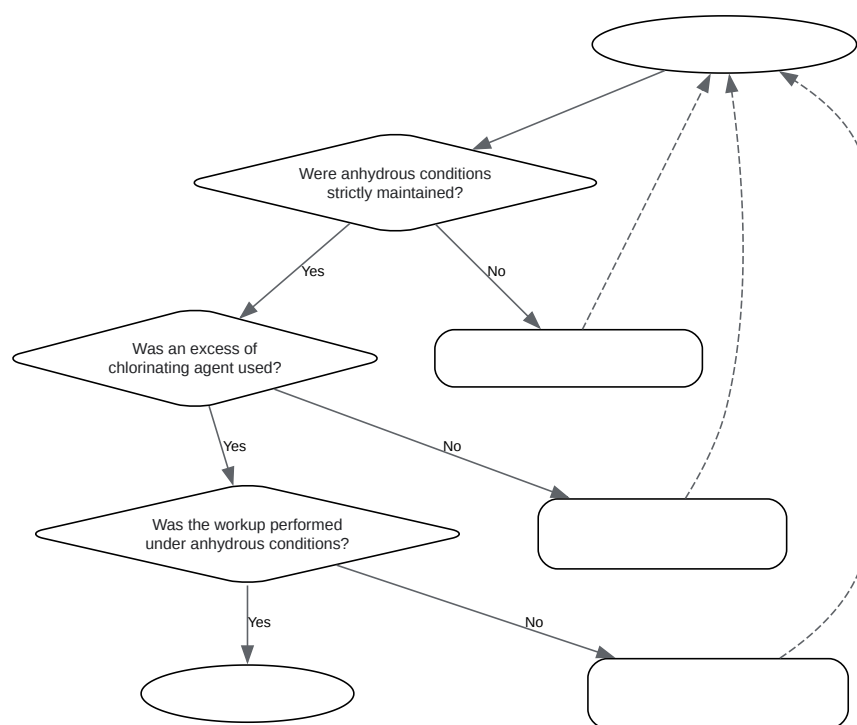 Were anhydrous conditions
strictly maintained?
Yes
No
Was an excess of
chlorinating agent used?
Yes
No
Was the workup performed
under anhydrous conditions?
Yes
No